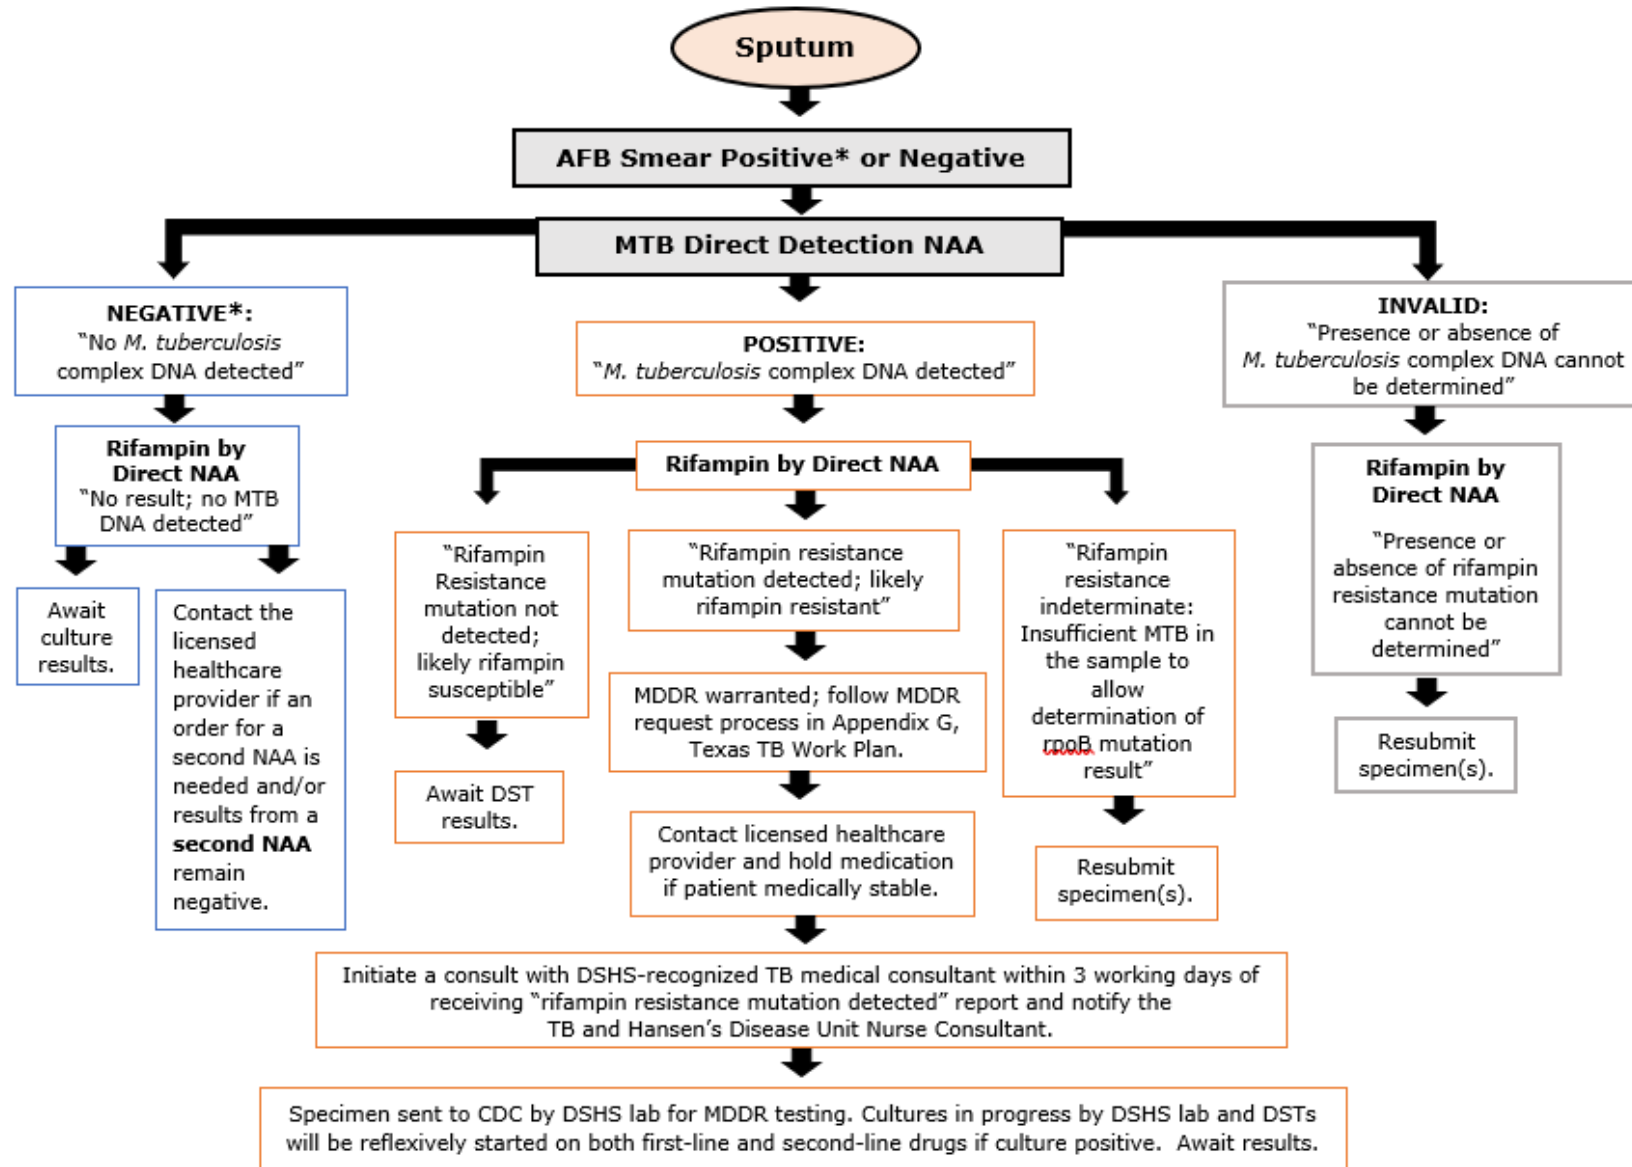 Sputum
AFB Smear Positive* or Negative
MTB Direct Detection NAA
NEGATIVE*:
“No M. tuberculosis
complex DNA detected”
Rifampin by
Direct NAA
“No result; no MTB
DNA detected”
Await
culture
results.
Contact the
licensed
healthcare
provider if an
order for a
second NAA is
needed and/or
results from a
second NAA
remain
negative.
POSITIVE:
“M. tuberculosis complex DNA detected”
Rifampin by Direct NAA
“Rifampin
Resistance
mutation not
detected;
likely rifampin
susceptible”
Await DST
results.
“Rifampin resistance
mutation detected; likely
rifampin resistant”
MDDR warranted; follow MDDR
request process in Appendix G,
Texas TB Work Plan.
Contact licensed healthcare
provider and hold medication
if patient medically stable.
“Rifampin
resistance
indeterminate:
Insufficient MTB in
the sample to
allow
determination of
rpoB mutation
result”
Resubmit
specimen(s).
INVALID:
“Presence or absence of
M. tuberculosis complex DNA cannot
be determined”
Rifampin by
Direct NAA
“Presence or
absence of rifampin
resistance mutation
cannot be
determined”
Resubmit
specimen(s).
Initiate a consult with DSHS-recognized TB medical consultant within 3 working days of
receiving “rifampin resistance mutation detected” report and notify the
TB and Hansen’s Disease Unit Nurse Consultant.
Specimen sent to CDC by DSHS lab for MDDR testing. Cultures in progress by DSHS lab and DSTs
will be reflexively started on both first-line and second-line drugs if culture positive.  Await results.